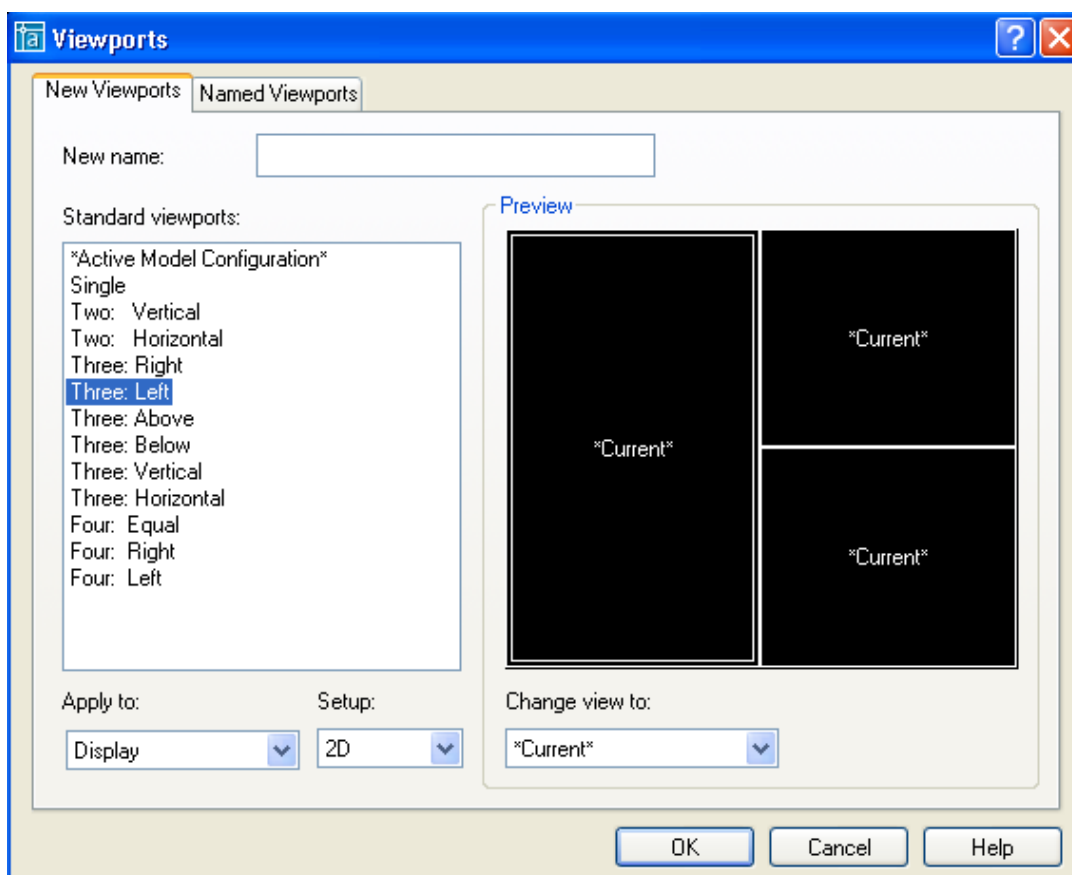 Viewports
New Viewports Named Viewports
New name:
Standard viewports:
*Active Model Configuration*
Single
Two: Vertical
Two: Horizontal
Three: Right
Three: Left
Three: Above
Three: Below
Three: Vertical
Three: Horizontal
Four: Equal
Four: Right
Four: Left
Preview
*Current*
*Current*
*Current*
Apply to:
Display
Setup:
2D
Change view to:
*Current*
OK Cancel Help